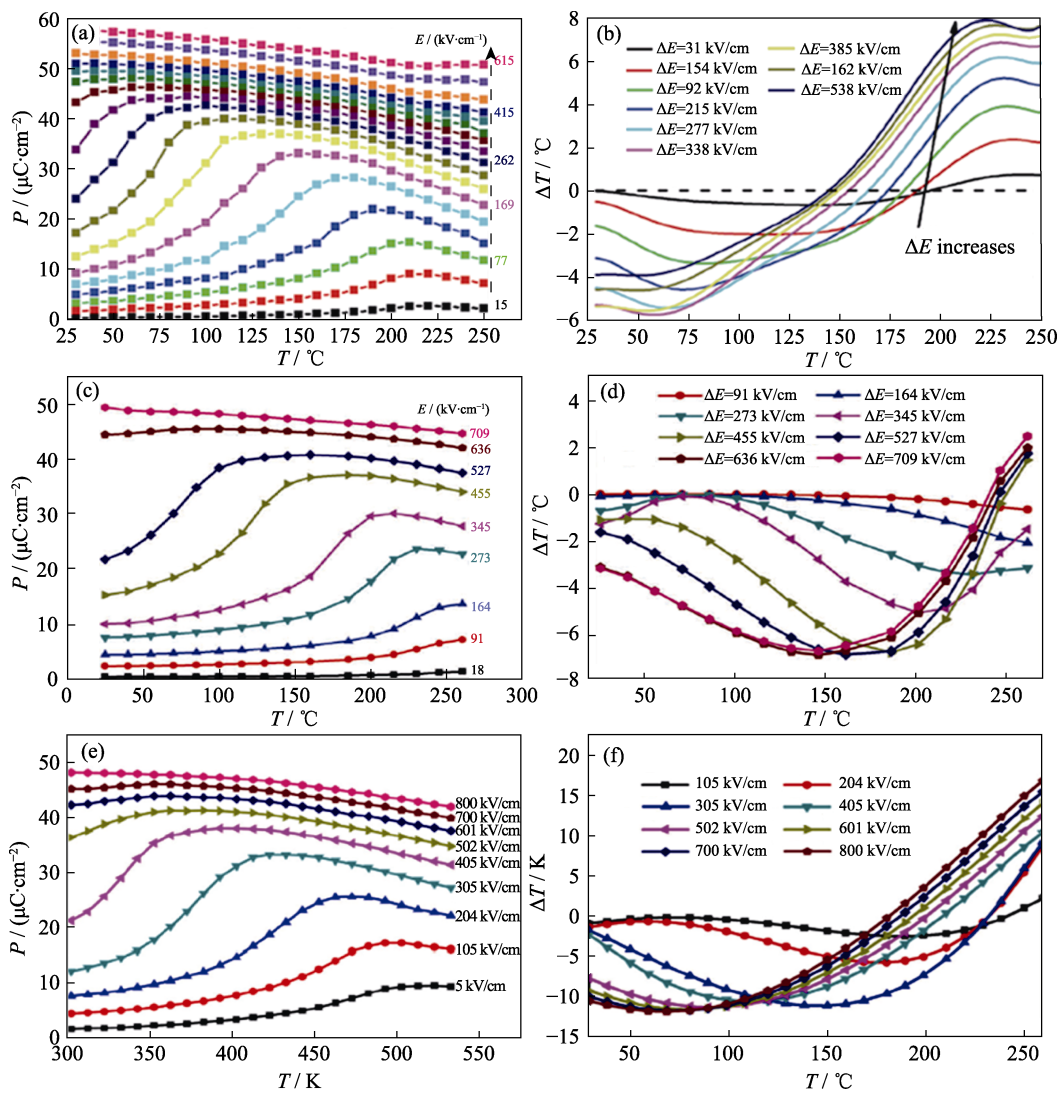 (a)
E / (kV·cm⁻¹)
615
415
262
169
77
15
P / (μC·cm⁻²)
60
50
40
30
20
10
0
25 50 75 100 125 150 175 200 225 250 275
T / ℃
(b)
ΔE=31 kV/cm ΔE=385 kV/cm
ΔE=154 kV/cm ΔE=162 kV/cm
ΔE=92 kV/cm ΔE=538 kV/cm
ΔE=215 kV/cm
ΔE=277 kV/cm
ΔE=338 kV/cm
ΔE increases
ΔT / ℃
8
6
4
2
0
−2
−4
−6
25 50 75 100 125 150 175 200 225 250
T / ℃
(c)
E / (kV·cm⁻¹)
709
636
527
455
345
273
164
91
18
P / (μC·cm⁻²)
50
40
30
20
10
0
0 50 100 150 200 250 300
T / ℃
(d)
ΔE=91 kV/cm ΔE=164 kV/cm
ΔE=273 kV/cm ΔE=345 kV/cm
ΔE=455 kV/cm ΔE=527 kV/cm
ΔE=636 kV/cm ΔE=709 kV/cm
ΔT / ℃
4
2
0
−2
−4
−6
−8
50 100 150 200 250
T / ℃
(e)
800 kV/cm
700 kV/cm
601 kV/cm
502 kV/cm
405 kV/cm
305 kV/cm
204 kV/cm
105 kV/cm
5 kV/cm
P / (μC·cm⁻²)
50
40
30
20
10
0
300 350 400 450 500 550
T / K
(f)
105 kV/cm 204 kV/cm
305 kV/cm 405 kV/cm
502 kV/cm 601 kV/cm
700 kV/cm 800 kV/cm
ΔT / K
20
15
10
5
0
−5
−10
−15
50 100 150 200 250
T / ℃